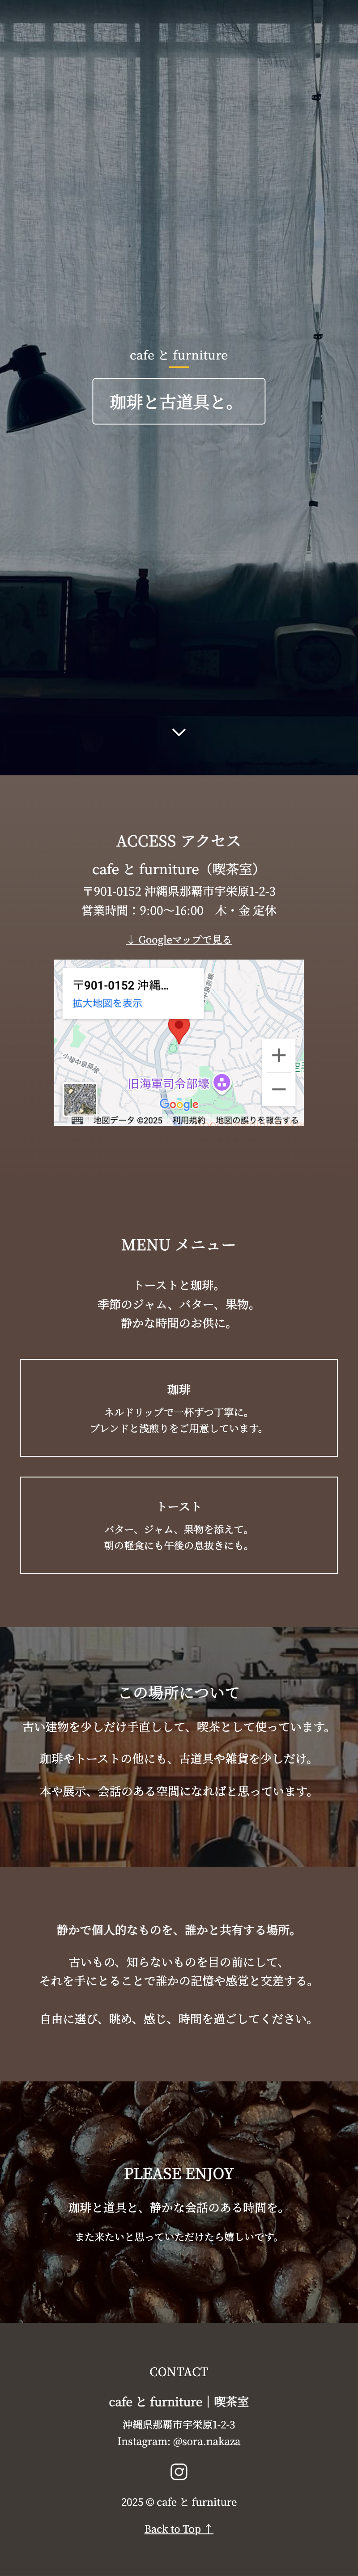 cafe と furniture
珈琲と古道具と。
ACCESS アクセス
cafe と furniture（喫茶室）
〒901-0152 沖縄県那覇市宇栄原1-2-3
営業時間：9:00〜16:00　木・金 定休
↓ Googleマップで見る
〒901-0152 沖縄...
拡大地図を表示
小禄中泉原線
旧海軍司令部壕
Google
地図データ ©2025 利用規約 地図の誤りを報告する
MENU メニュー
トーストと珈琲。
季節のジャム、バター、果物。
静かな時間のお供に。
珈琲
ネルドリップで一杯ずつ丁寧に。
ブレンドと浅煎りをご用意しています。
トースト
バター、ジャム、果物を添えて。
朝の軽食にも午後の息抜きにも。
この場所について
古い建物を少しだけ手直しして、喫茶として使っています。
珈琲やトーストの他にも、古道具や雑貨を少しだけ。
本や展示、会話のある空間になればと思っています。
静かで個人的なものを、誰かと共有する場所。
古いもの、知らないものを目の前にして、
それを手にとることで誰かの記憶や感覚と交差する。
自由に選び、眺め、感じ、時間を過ごしてください。
PLEASE ENJOY
珈琲と道具と、静かな会話のある時間を。
また来たいと思っていただけたら嬉しいです。
CONTACT
cafe と furniture｜喫茶室
沖縄県那覇市宇栄原1-2-3
Instagram: @sora.nakaza
2025 © cafe と furniture
Back to Top ↑